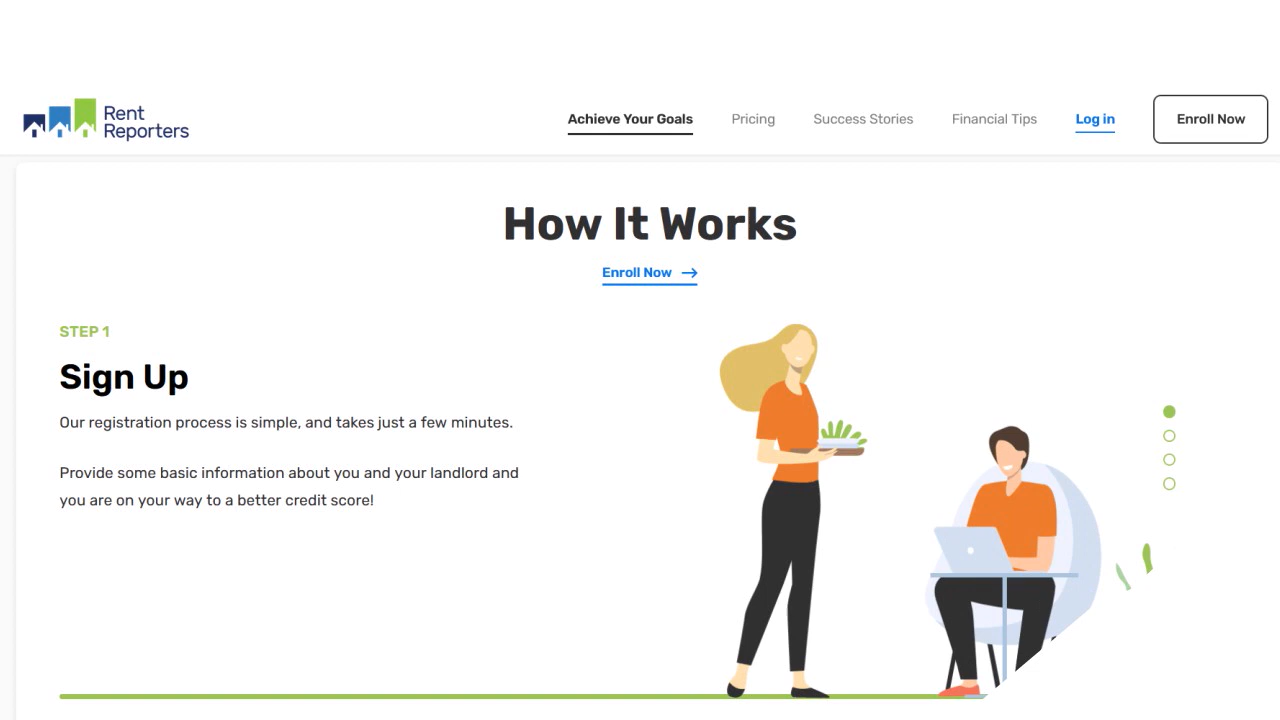 Rent
Reporters
Achieve Your Goals
Pricing
Success Stories
Financial Tips
Log in
Enroll Now
How It Works
Enroll Now
STEP 1
Sign Up
Our registration process is simple, and takes just a few minutes.
Provide some basic information about you and your landlord and
you are on your way to a better credit score!